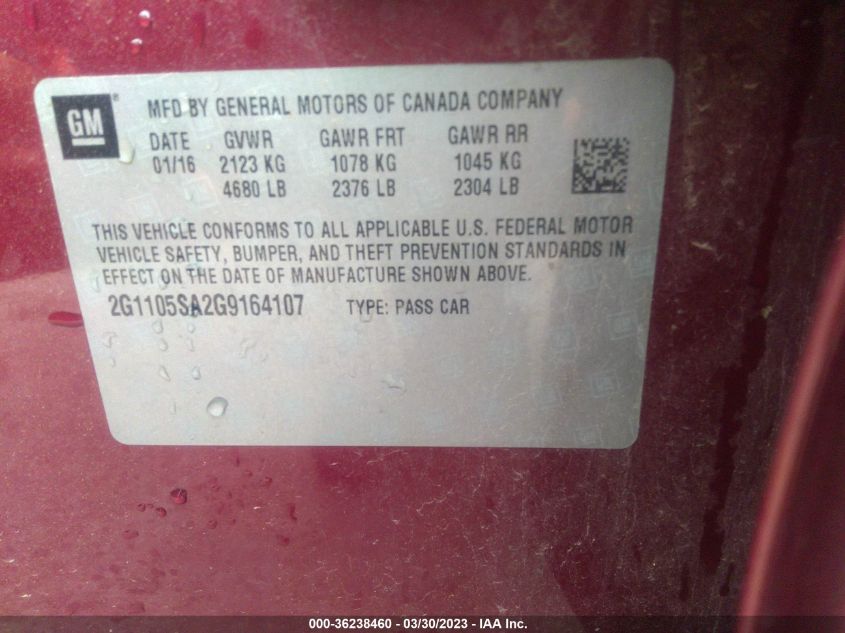 GM ®
MFD BY GENERAL MOTORS OF CANADA COMPANY
DATE GVWR GAWR FRT GAWR RR
01/16 2123 KG 1078 KG 1045 KG
4680 LB 2376 LB 2304 LB
THIS VEHICLE CONFORMS TO ALL APPLICABLE U.S. FEDERAL MOTOR
VEHICLE SAFETY, BUMPER, AND THEFT PREVENTION STANDARDS IN
EFFECT ON THE DATE OF MANUFACTURE SHOWN ABOVE.
2G1105SA2G9164107 TYPE: PASS CAR
000-36238460 - 03/30/2023 - IAA Inc.